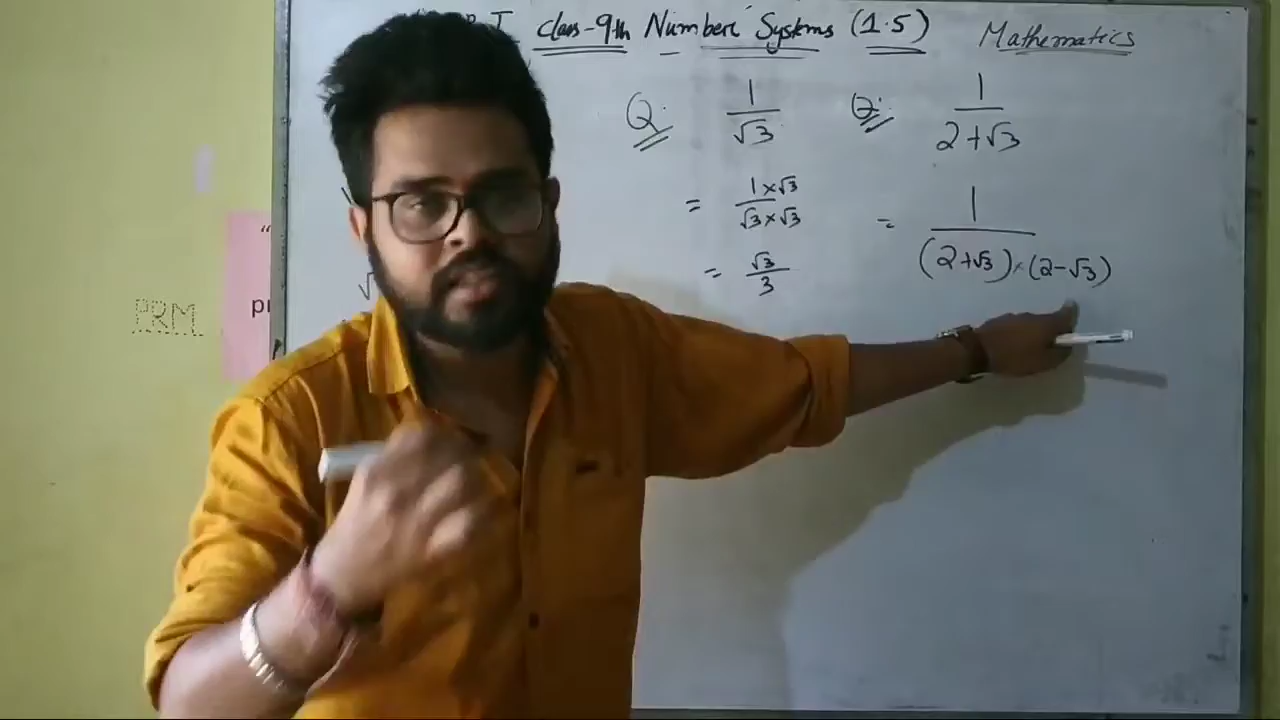 Class-9th Number Systems (1.5) Mathematics
Q. 1/√3
= 1×√3/√3×√3
= √3/3
Q. 1/2+√3
= 1/(2+√3)×(2-√3)
PRM